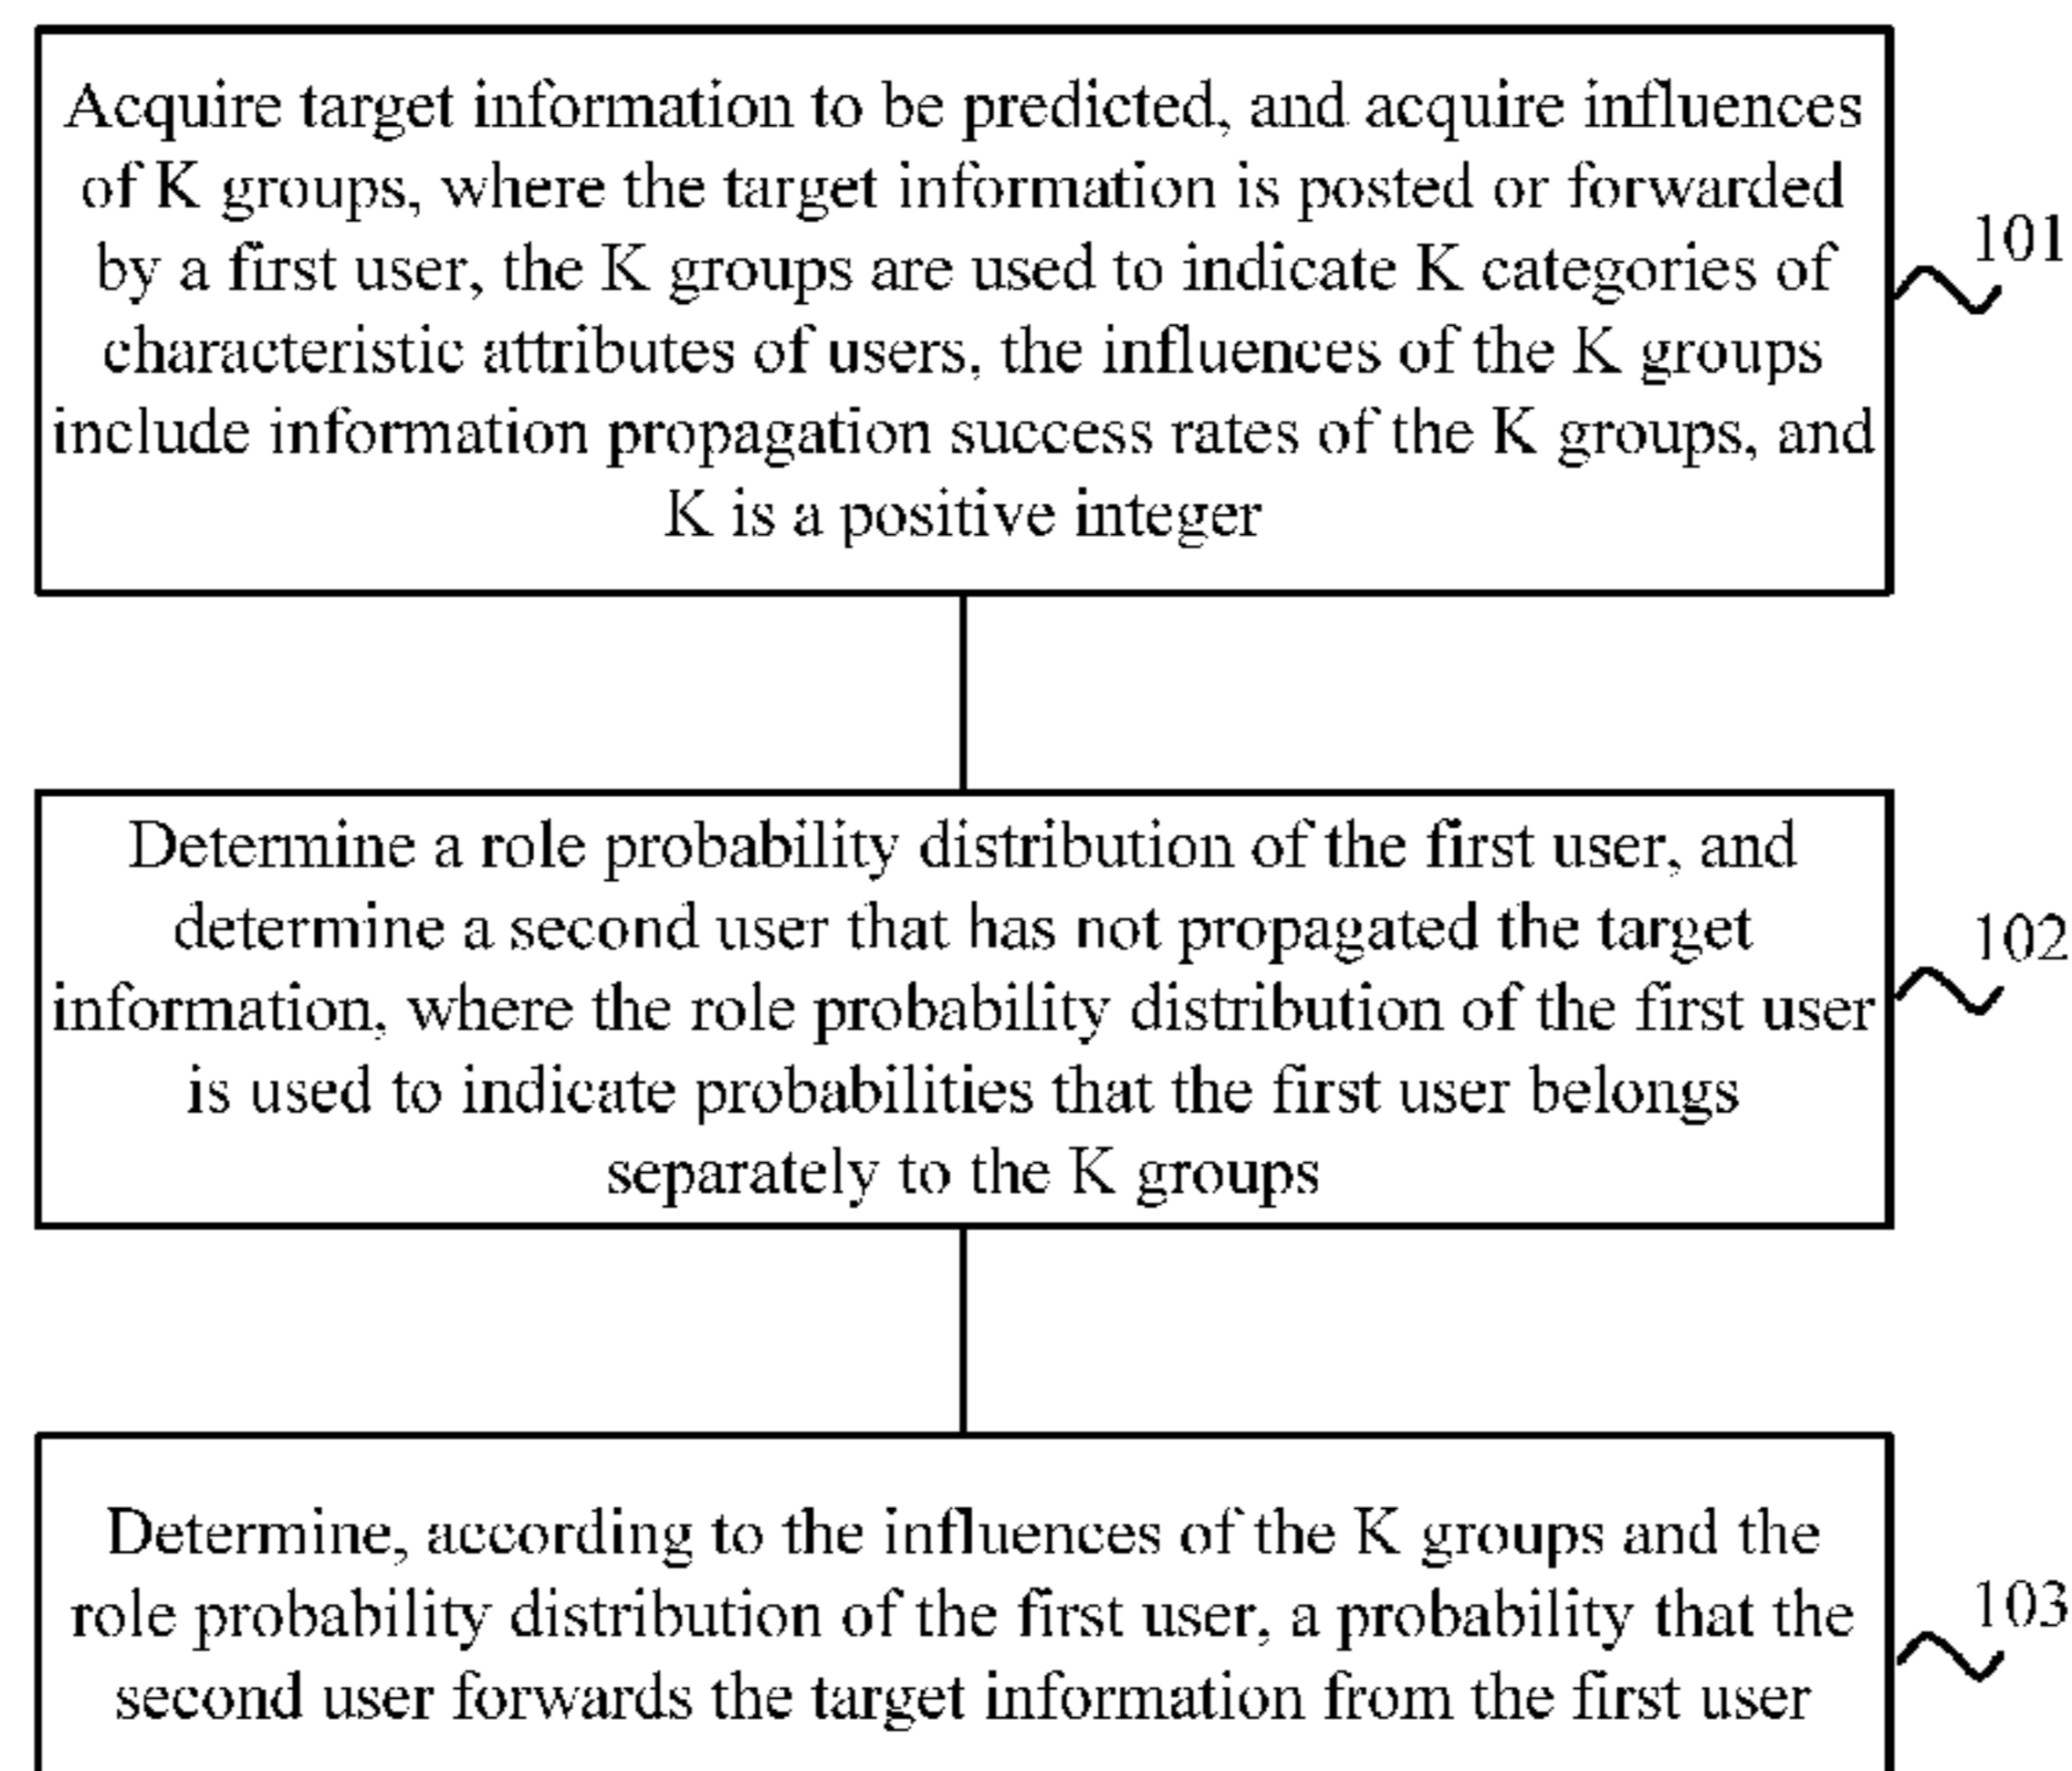 Acquire target information to be predicted, and acquire influences
of K groups, where the target information is posted or forwarded
by a first user, the K groups are used to indicate K categories of
characteristic attributes of users, the influences of the K groups
include information propagation success rates of the K groups, and
K is a positive integer
101
Determine a role probability distribution of the first user, and
determine a second user that has not propagated the target
information, where the role probability distribution of the first user
is used to indicate probabilities that the first user belongs
separately to the K groups
102
Determine, according to the influences of the K groups and the
role probability distribution of the first user, a probability that the
second user forwards the target information from the first user
103